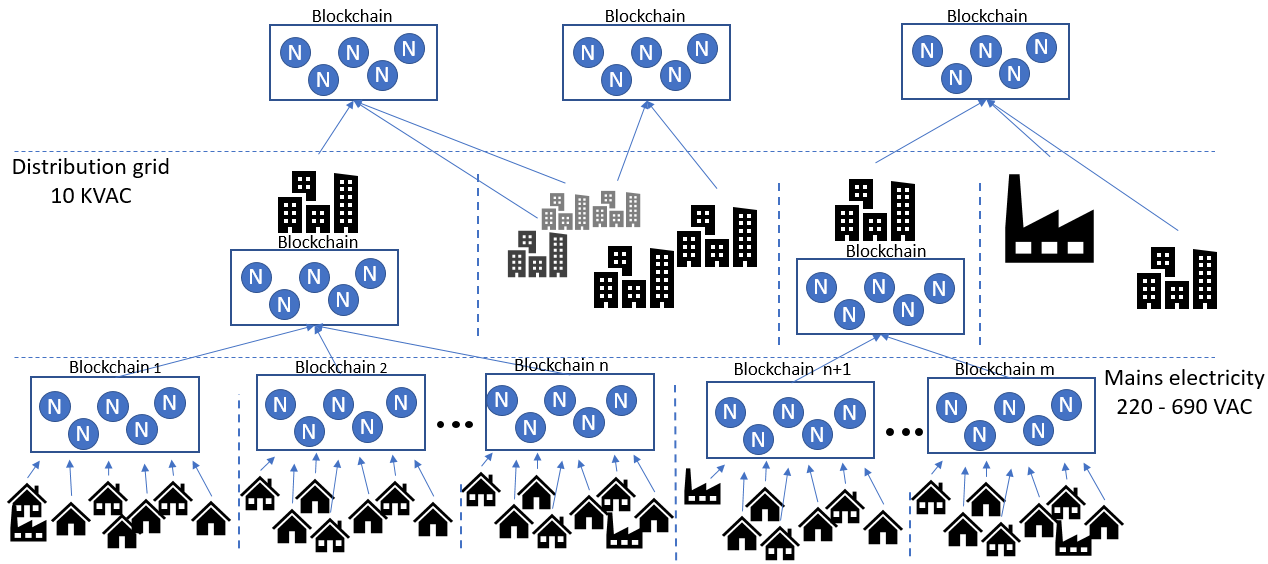 Blockchain
Blockchain
Blockchain
N N N N N
N N N N N
N N N N N
Distribution grid
10 KVAC
Blockchain
Blockchain
N N N N N
N N N N N
Blockchain 1
Blockchain 2
Blockchain n
Blockchain n+1
Blockchain m
Mains electricity
220 - 690 VAC
N N N N N
N N N N N
N N N N N
N N N N N
N N N N N